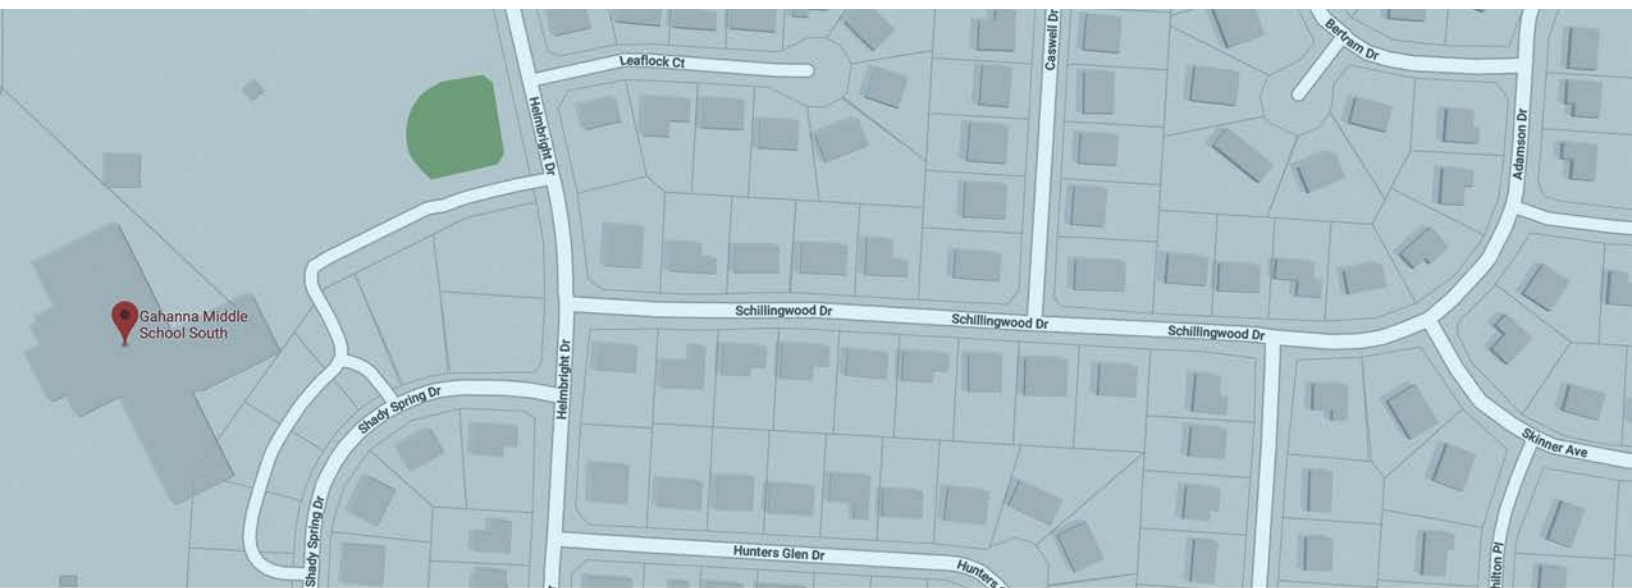 Leaflock Ct
Caswell Dr
Bertram Dr
Helmbright Dr
Adamson Dr
Gahanna Middle
School South
Schillingwood Dr
Schillingwood Dr
Schillingwood Dr
Helmbright Dr
Shady Spring Dr
Skinner Ave
Shady Spring Dr
Hunters Glen Dr
Hunters